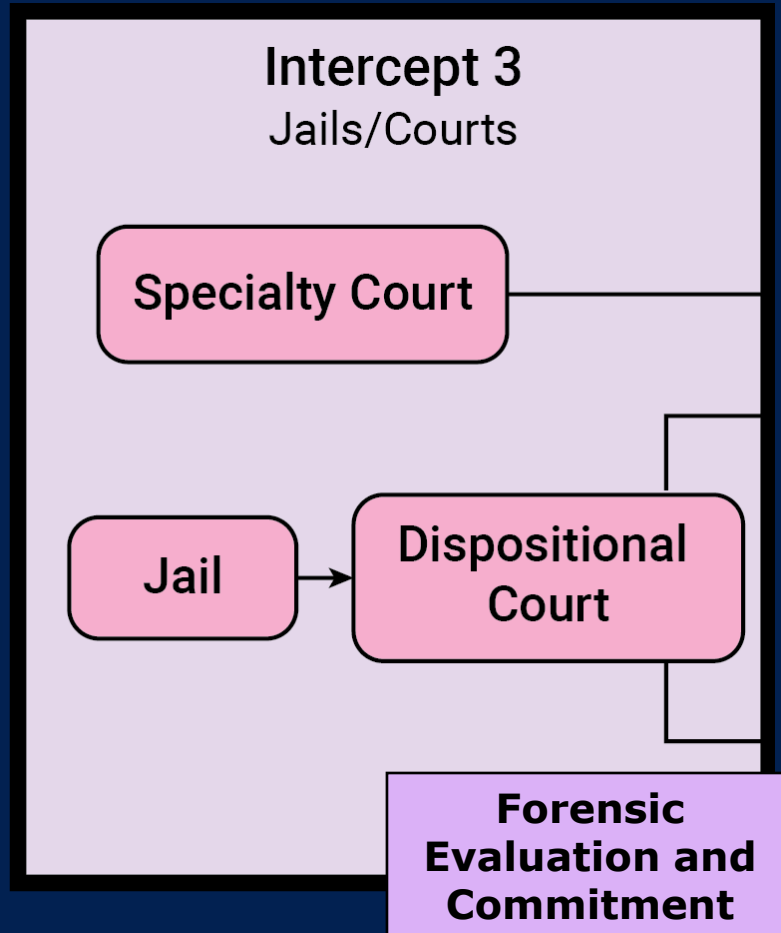 Intercept 3
Jails/Courts
Specialty Court
Jail
Dispositional
Court
Forensic
Evaluation and
Commitment